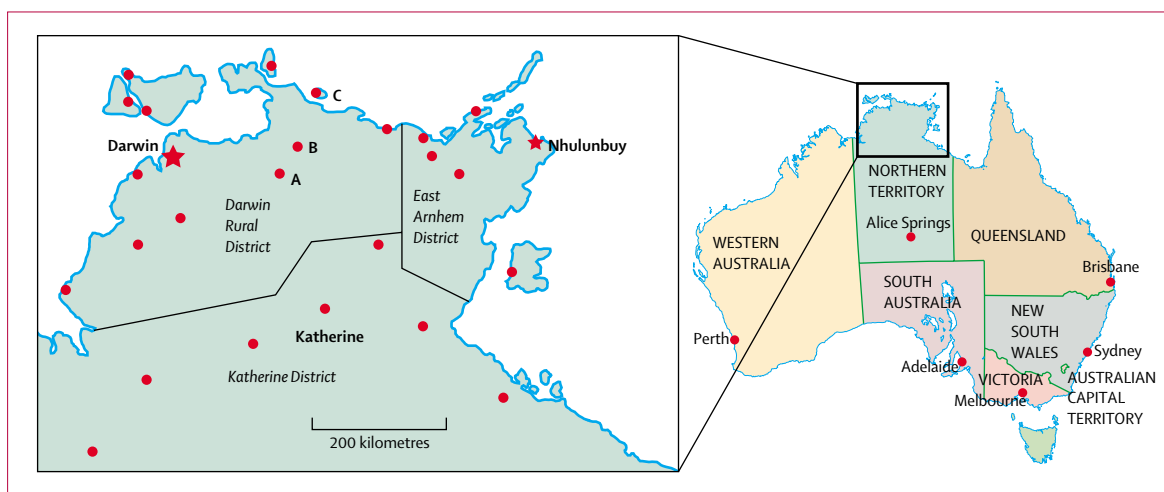 C
Darwin
B
Nhulunbuy
A
Darwin
Rural
District
East
Arnhem
District
Katherine
Katherine District
200 kilometres
NORTHERN
TERRITORY
Alice Springs
WESTERN
AUSTRALIA
QUEENSLAND
Brisbane
SOUTH
AUSTRALIA
NEW
SOUTH
WALES
Perth
Sydney
Adelaide
VICTORIA
Melbourne
AUSTRALIAN
CAPITAL
TERRITORY